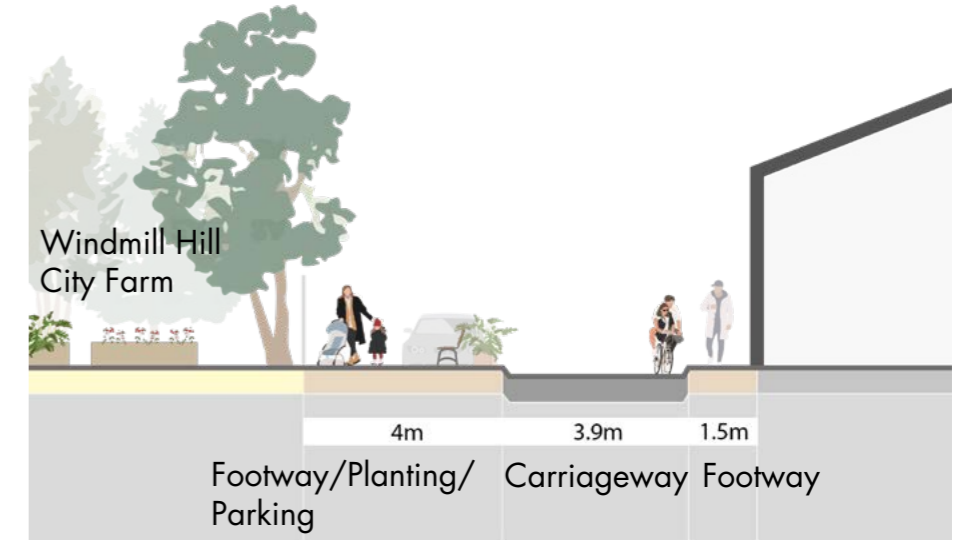 Windmill Hill
City Farm
4m
3.9m
1.5m
Footway/Planting/
Parking
Carriageway
Footway